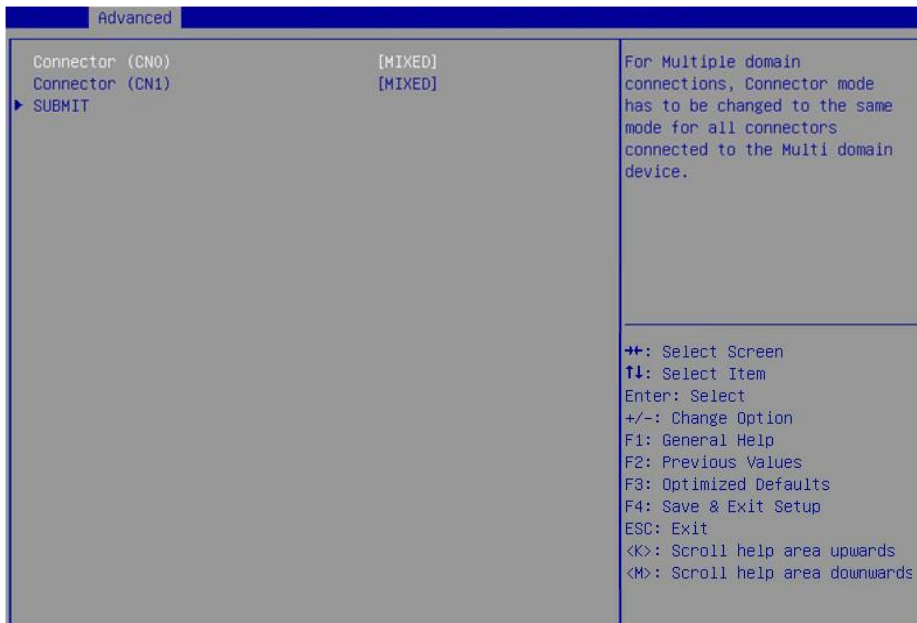 Advanced
Connector (CN0) [MIXED]
Connector (CN1) [MIXED]
▶ SUBMIT
For Multiple domain
connections, Connector mode
has to be changed to the same
mode for all connectors
connected to the Multi domain
device.
→←: Select Screen
↑↓: Select Item
Enter: Select
+/-: Change Option
F1: General Help
F2: Previous Values
F3: Optimized Defaults
F4: Save & Exit Setup
ESC: Exit
<K>: Scroll help area upwards
<M>: Scroll help area downwards